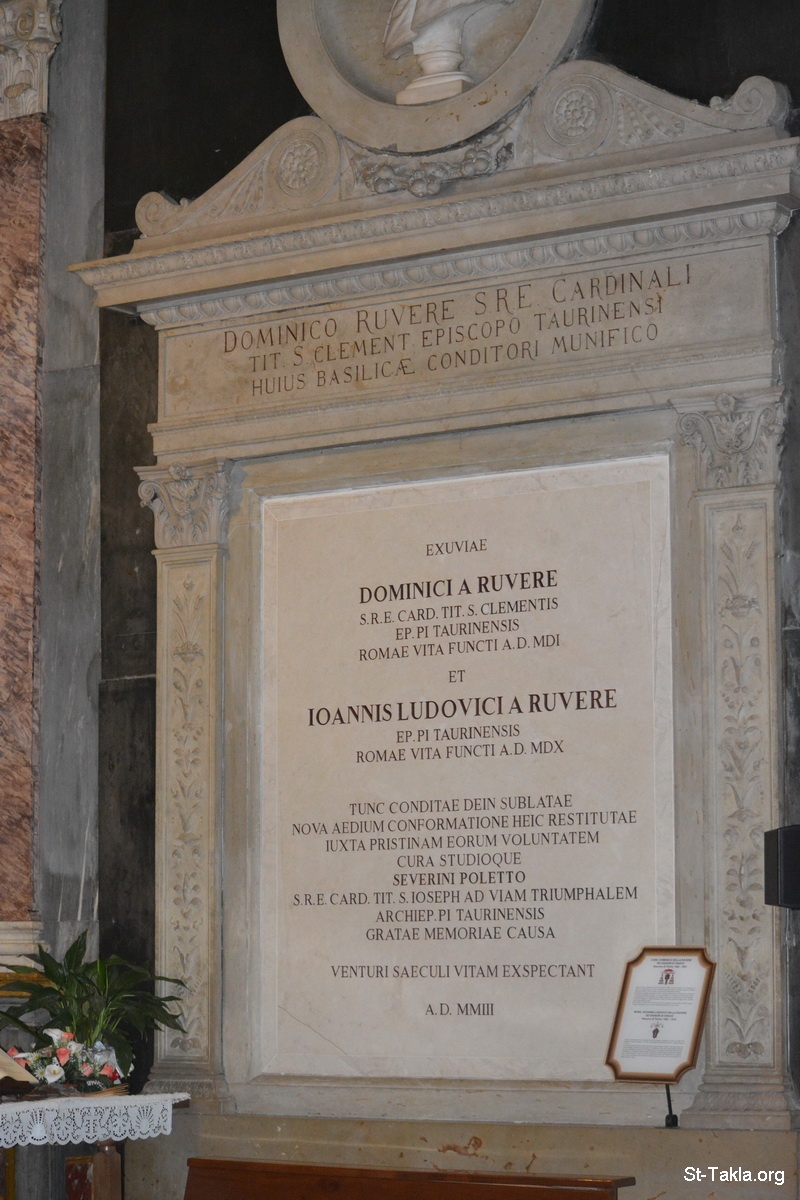 DOMINICO RUVERE S.R.E. CARDINALI
TIT. S. CLEMENT EPISCOPO TAURINENSI
HUIUS BASILICÆ CONDITORI MUNIFICO
EXUVIAE
DOMINICI A RUVERE
S.R.E. CARD. TIT. S. CLEMENTIS
EP.PI TAURINENSIS
ROMAE VITA FUNCTI A.D. MDI
ET
IOANNIS LUDOVICI A RUVERE
EP.PI TAURINENSIS
ROMAE VITA FUNCTI A.D. MDX
TUNC CONDITAE DEIN SUBLATAE
NOVA AEDIUM CONFORMATIONE HEIC RESTITUTAE
IUXTA PRISTINAM EORUM VOLUNTATEM
CURA STUDIOQUE
SEVERINI POLETTO
S.R.E. CARD. TIT. S. IOSEPH AD VIAM TRIUMPHALEM
ARCHIEP.PI TAURINENSIS
GRATAE MEMORIAE CAUSA
VENTURI SAECULI VITAM EXSPECTANT
A.D. MMIII
St-Takla.org